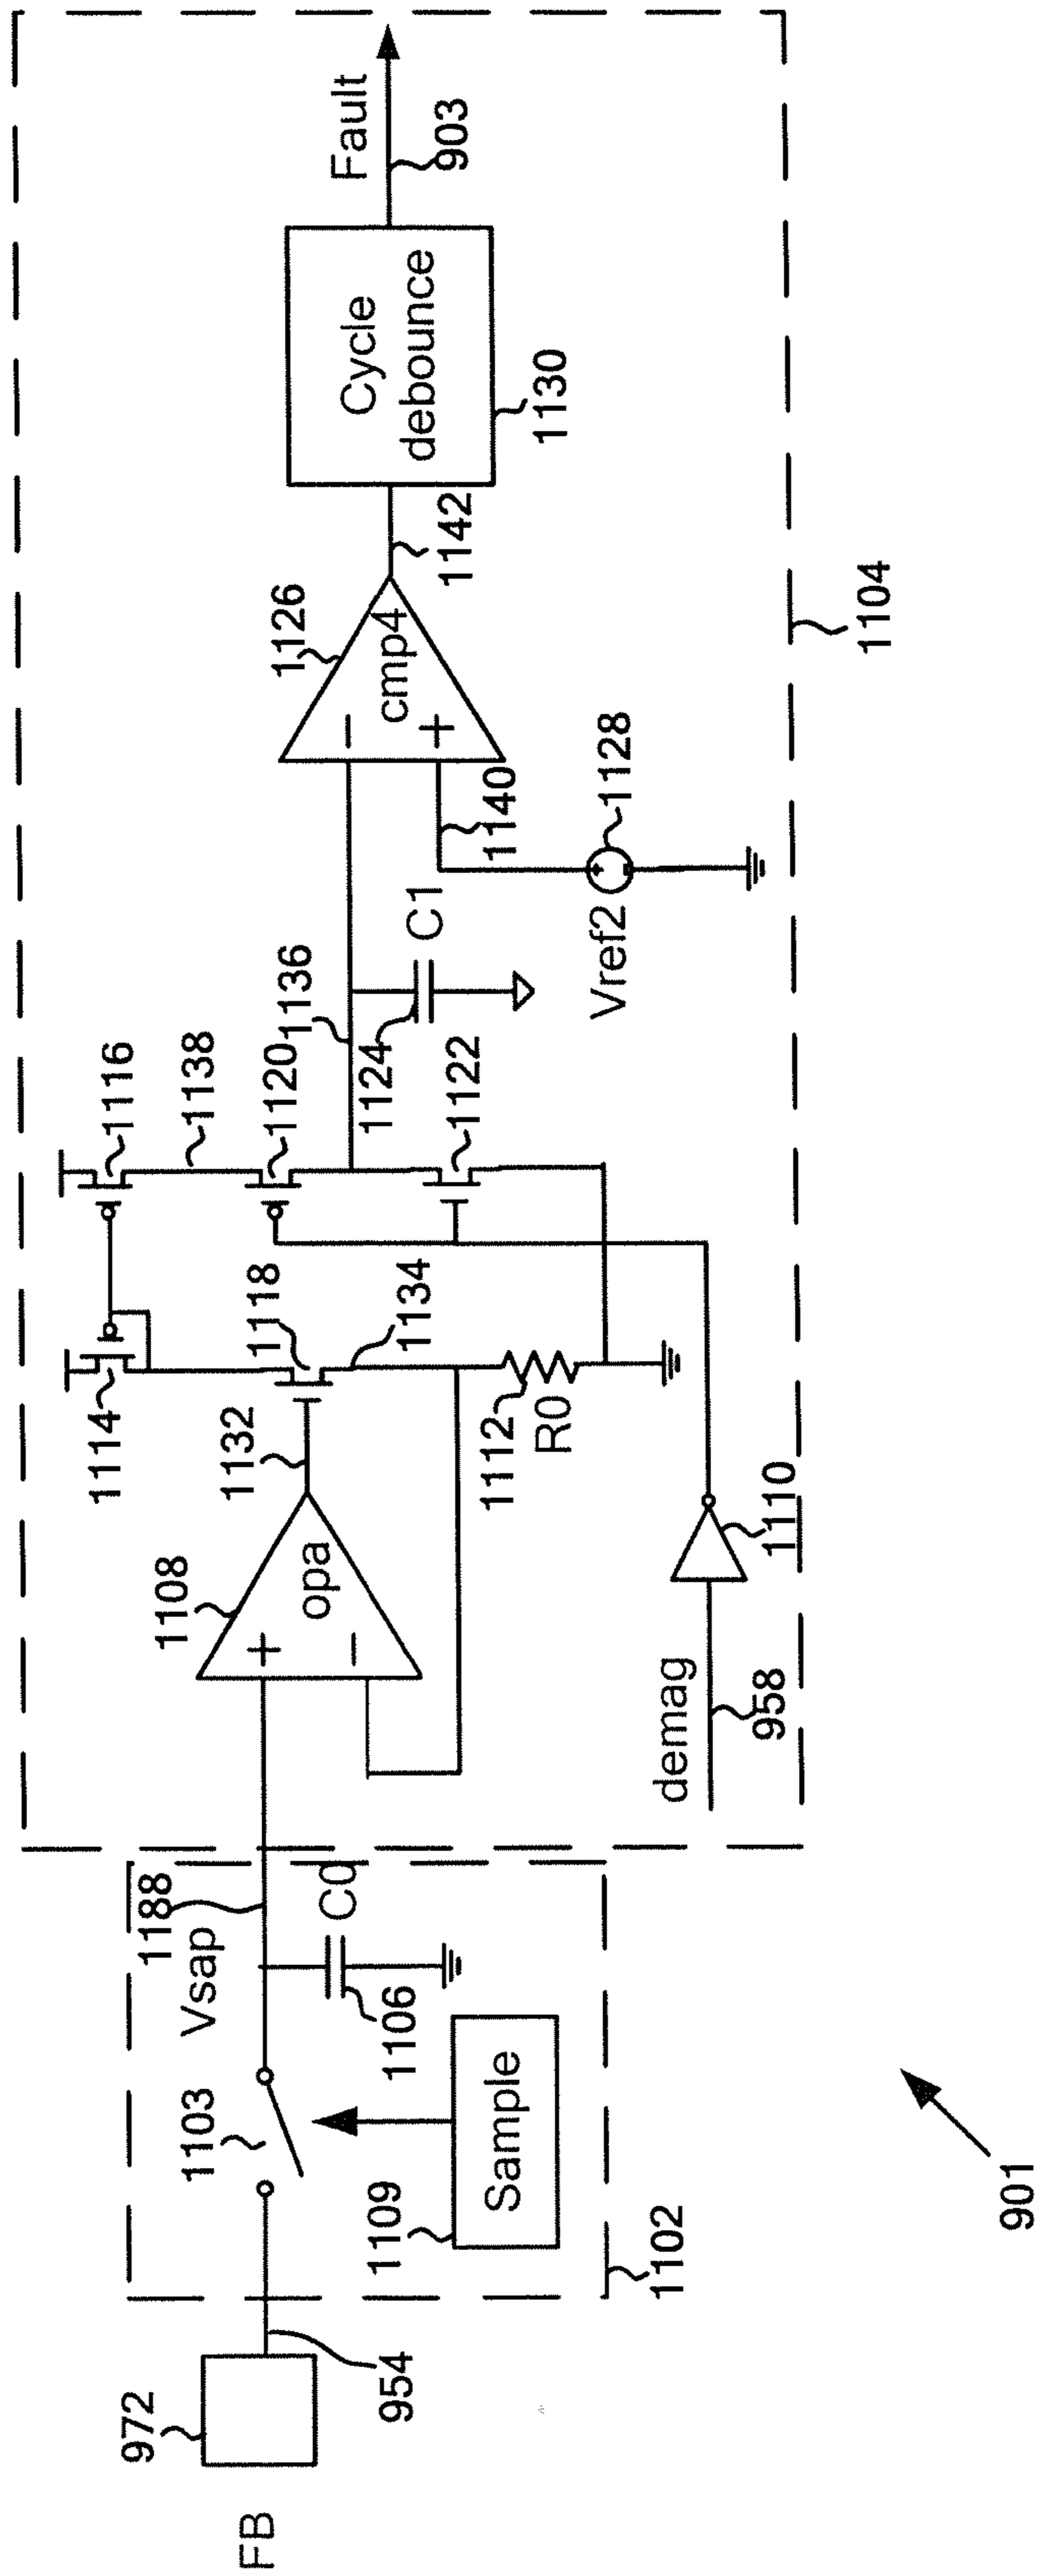 FB
972
954
1103
1109
Sample
1102
Vsap
1188
C0
1106
1108
+
−
opa
1132
1114
1118
1134
1112
R0
demag
958
1110
1116
1138
1120
1122
1136
1124
C1
1140
Vref2
1128
1126
−
+
cmp4
1142
Cycle
debounce
1130
Fault
903
1104
901